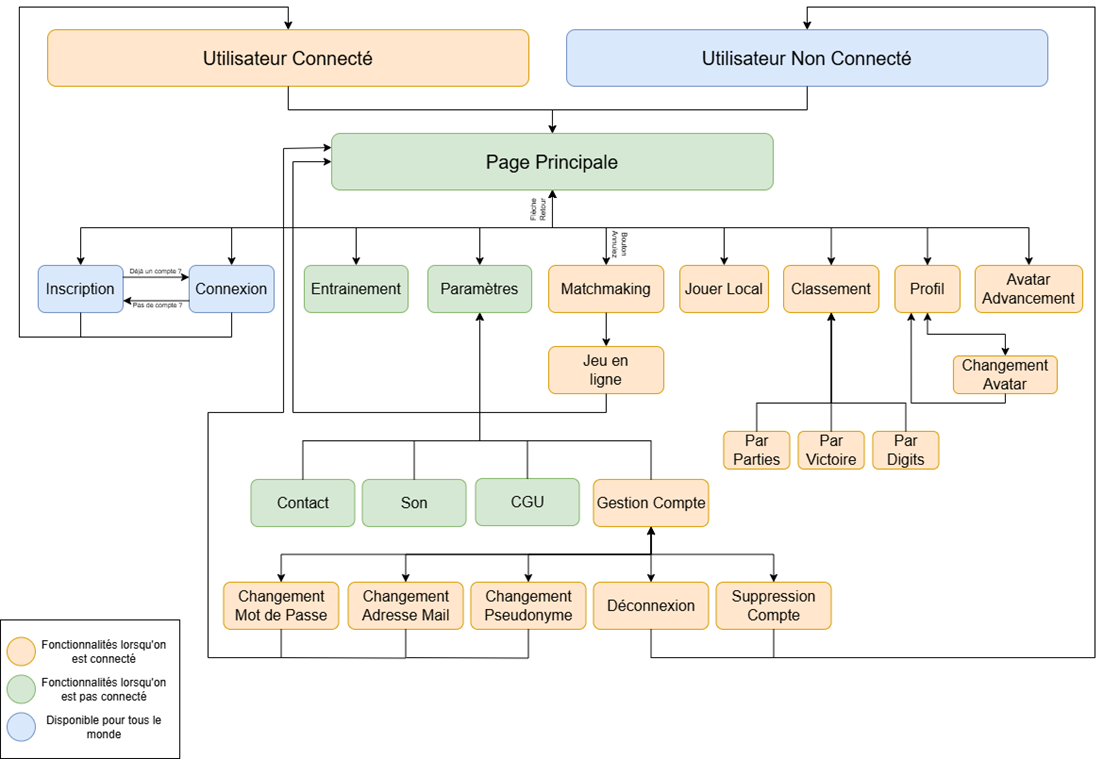 Utilisateur Connecté
Utilisateur Non Connecté
Page Principale
Flèche
Retour
Bouton
Annulez
Inscription
Déjà un compte ?
Pas de compte ?
Connexion
Entrainement
Paramètres
Matchmaking
Jouer Local
Classement
Profil
Avatar
Advancement
Jeu en
ligne
Changement
Avatar
Par
Parties
Par
Victoire
Par
Digits
Contact
Son
CGU
Gestion Compte
Changement
Mot de Passe
Changement
Adresse Mail
Changement
Pseudonyme
Déconnexion
Suppression
Compte
Fonctionnalités lorsqu'on
est connecté
Fonctionnalités lorsqu'on
est pas connecté
Disponible pour tous le
monde